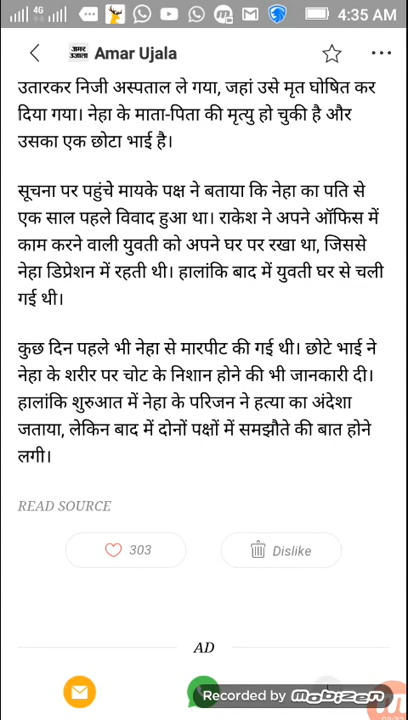 4G
4:35 AM
अमर उजाला
Amar Ujala
उतारकर निजी अस्पताल ले गया, जहां उसे मृत घोषित कर
दिया गया। नेहा के माता-पिता की मृत्यु हो चुकी है और
उसका एक छोटा भाई है।
सूचना पर पहुंचे मायके पक्ष ने बताया कि नेहा का पति से
एक साल पहले विवाद हुआ था। राकेश ने अपने ऑफिस में
काम करने वाली युवती को अपने घर पर रखा था, जिससे
नेहा डिप्रेशन में रहती थी। हालांकि बाद में युवती घर से चली
गई थी।
कुछ दिन पहले भी नेहा से मारपीट की गई थी। छोटे भाई ने
नेहा के शरीर पर चोट के निशान होने की भी जानकारी दी।
हालांकि शुरुआत में नेहा के परिजन ने हत्या का अंदेशा
जताया, लेकिन बाद में दोनों पक्षों में समझौते की बात होने
लगी।
READ SOURCE
303
Dislike
AD
Recorded by mobizen